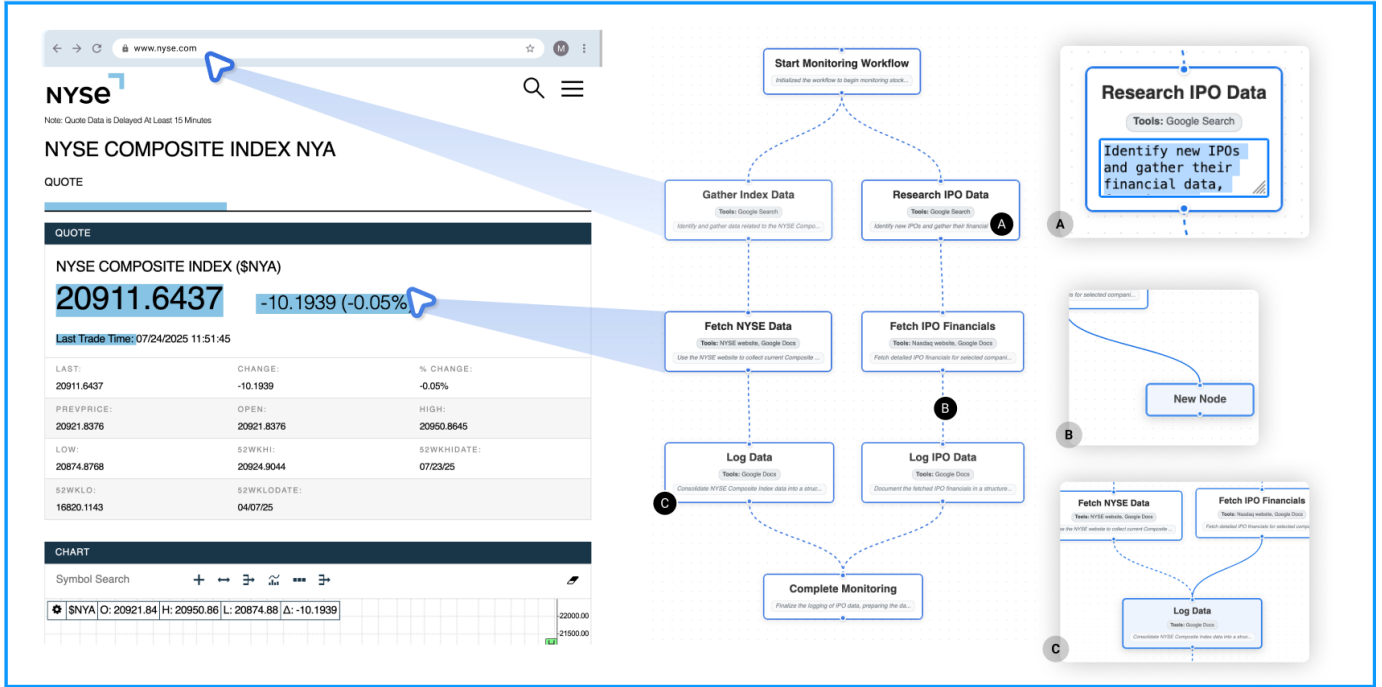 www.nyse.com
M
NYSE
Note: Quote Data is Delayed At Least 15 Minutes
NYSE COMPOSITE INDEX NYA
QUOTE
QUOTE
NYSE COMPOSITE INDEX ($NYA)
20911.6437 -10.1939 (-0.05%
Last Trade Time: 07/24/2025 11:51:45
LAST: CHANGE: % CHANGE:
20911.6437 -10.1939 -0.05%
PREVPRICE: OPEN: HIGH:
20921.8376 20921.8376 20950.8645
LOW: 52WKHI: 52WKHIDATE:
20874.8768 20924.9044 07/23/25
52WKLO: 52WKLODATE:
16820.1143 04/07/25
CHART
Symbol Search
$NYA O: 20921.84 H: 20950.86 L: 20874.88 Δ: -10.1939
22000.00
21500.00
Start Monitoring Workflow
Initialized the workflow to begin monitoring stock...
Gather Index Data
Tools: Google Search
Identify and gather data related to the NYSE Compo...
Research IPO Data
Tools: Google Search
Identify new IPOs and gather their financial
A
Fetch NYSE Data
Tools: NYSE website, Google Docs
Use the NYSE website to collect current Composite ...
Fetch IPO Financials
Tools: Nasdaq website, Google Docs
Fetch detailed IPO financials for selected compani...
B
Log Data
Tools: Google Docs
Consolidate NYSE Composite Index data into a struc...
C
Log IPO Data
Tools: Google Docs
Document the fetched IPO financials in a structure...
Complete Monitoring
Finalize the logging of IPO data, preparing the da...
Research IPO Data
Tools: Google Search
Identify new IPOs
and gather their
financial data,
A
ns for selected compani...
New Node
B
Fetch NYSE Data
Tools: NYSE website, Google Docs
se the NYSE website to collect current Composite ...
Fetch IPO Financials
Tools: Nasdaq website, Google Docs
Fetch detailed IPO financials for selected compa
Log Data
Tools: Google Docs
Consolidate NYSE Composite Index data into a struc...
C